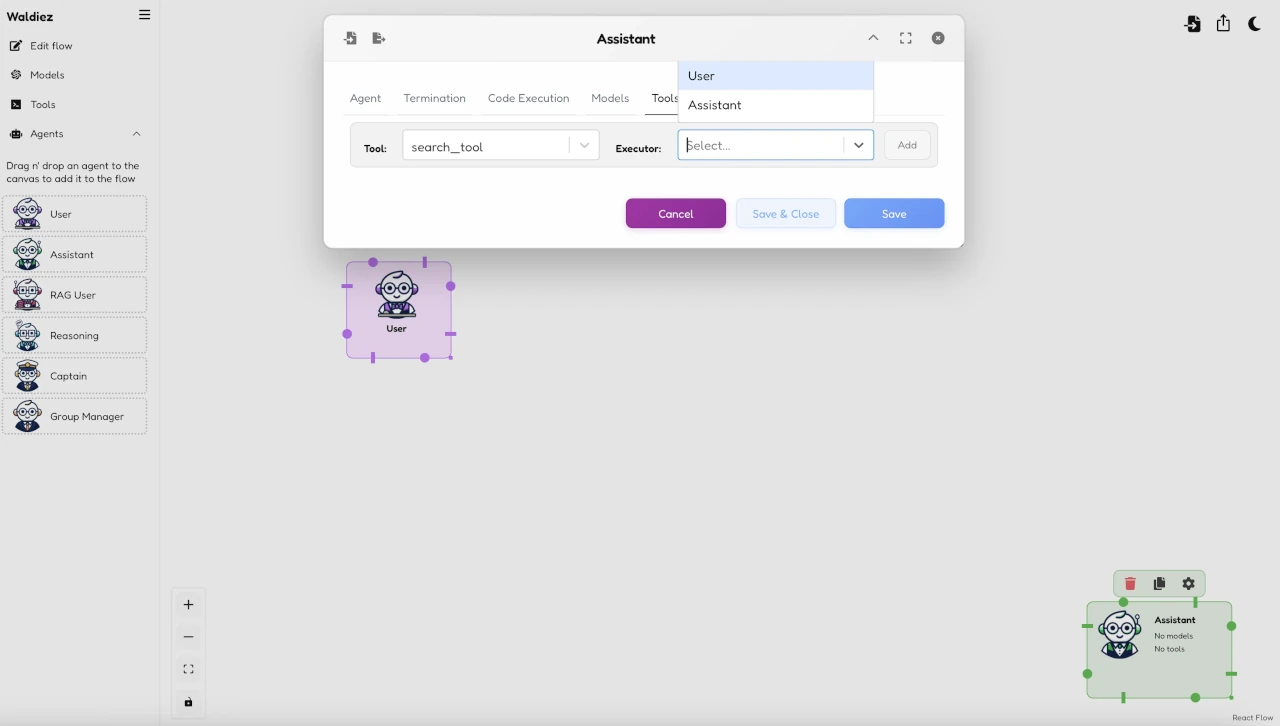 Waldiez
Edit flow
Models
Tools
Agents
Drag n' drop an agent to the
canvas to add it to the flow
User
Assistant
RAG User
Reasoning
Captain
Group Manager
Assistant
Agent
Termination
Code Execution
Models
Tools
User
Assistant
Tool:
search_tool
Executor:
Select...
Add
Cancel
Save & Close
Save
User
Assistant
No models
No tools
React Flow